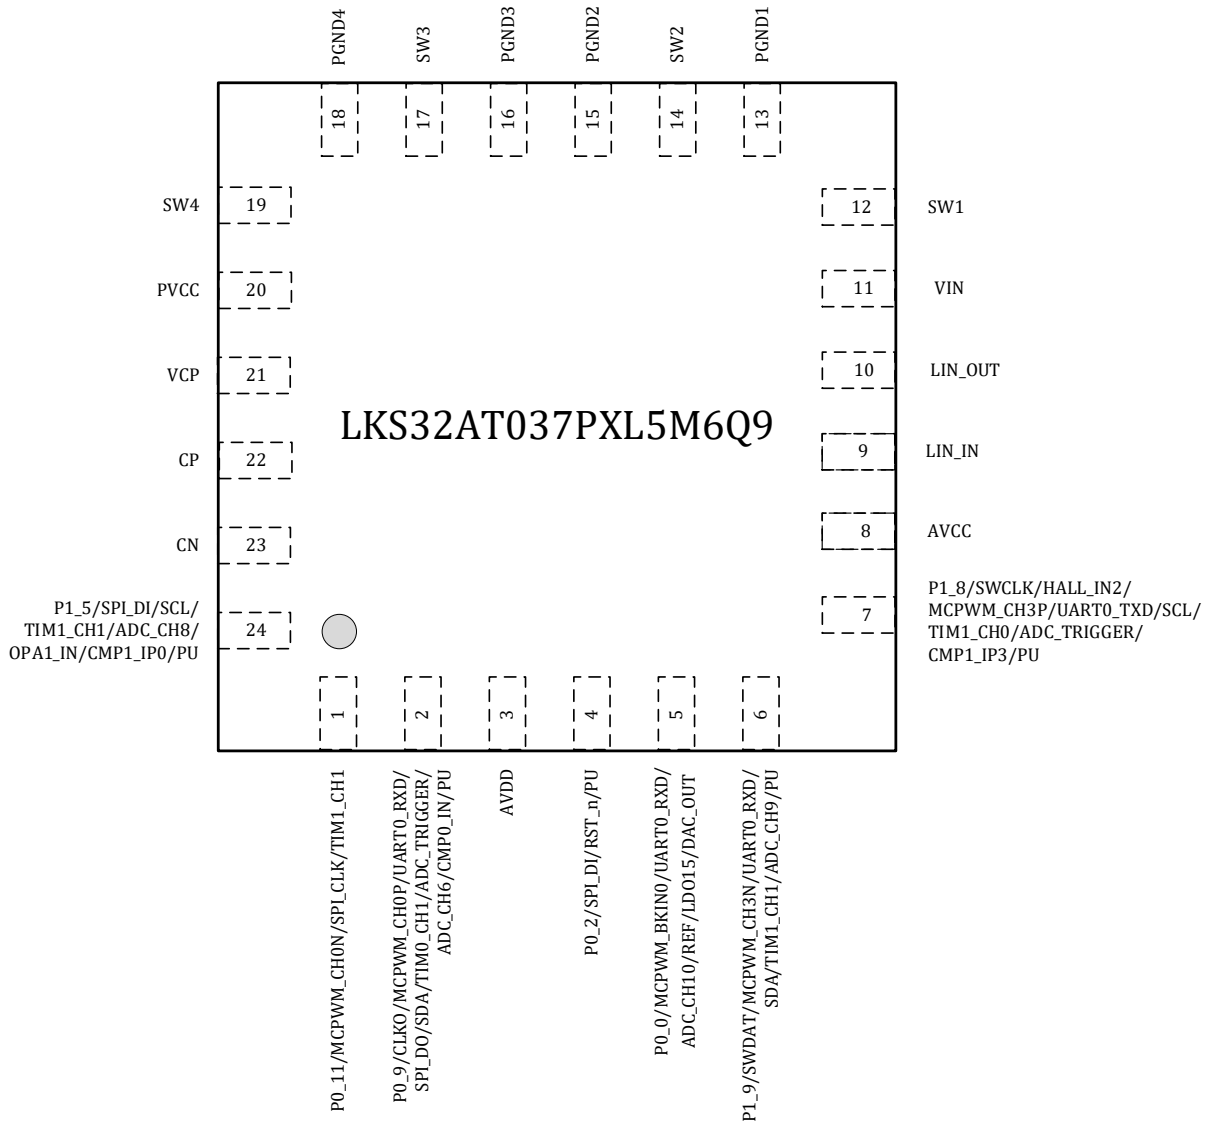 PGND4
SW3
PGND3
PGND2
SW2
PGND1
18
17
16
15
14
13
SW4
19
12
SW1
PVCC
20
11
VIN
VCP
21
10
LIN_OUT
LKS32AT037PXL5M6Q9
CP
22
9
LIN_IN
CN
23
8
AVCC
P1_5/SPI_DI/SCL/
TIM1_CH1/ADC_CH8/
OPA1_IN/CMP1_IP0/PU
24
7
P1_8/SWCLK/HALL_IN2/
MCPWM_CH3P/UART0_TXD/SCL/
TIM1_CH0/ADC_TRIGGER/
CMP1_IP3/PU
1
2
3
4
5
6
P0_11/MCPWM_CH0N/SPI_CLK/TIM1_CH1
P0_9/CLKO/MCPWM_CH0P/UART0_RXD/
SPI_DO/SDA/TIM0_CH1/ADC_TRIGGER/
ADC_CH6/CMP0_IN/PU
AVDD
P0_2/SPI_DI/RST_n/PU
P0_0/MCPWM_BKIN0/UART0_RXD/
ADC_CH10/REF/LDO15/DAC_OUT
P1_9/SWDAT/MCPWM_CH3N/UART0_RXD/
SDA/TIM1_CH1/ADC_CH9/PU